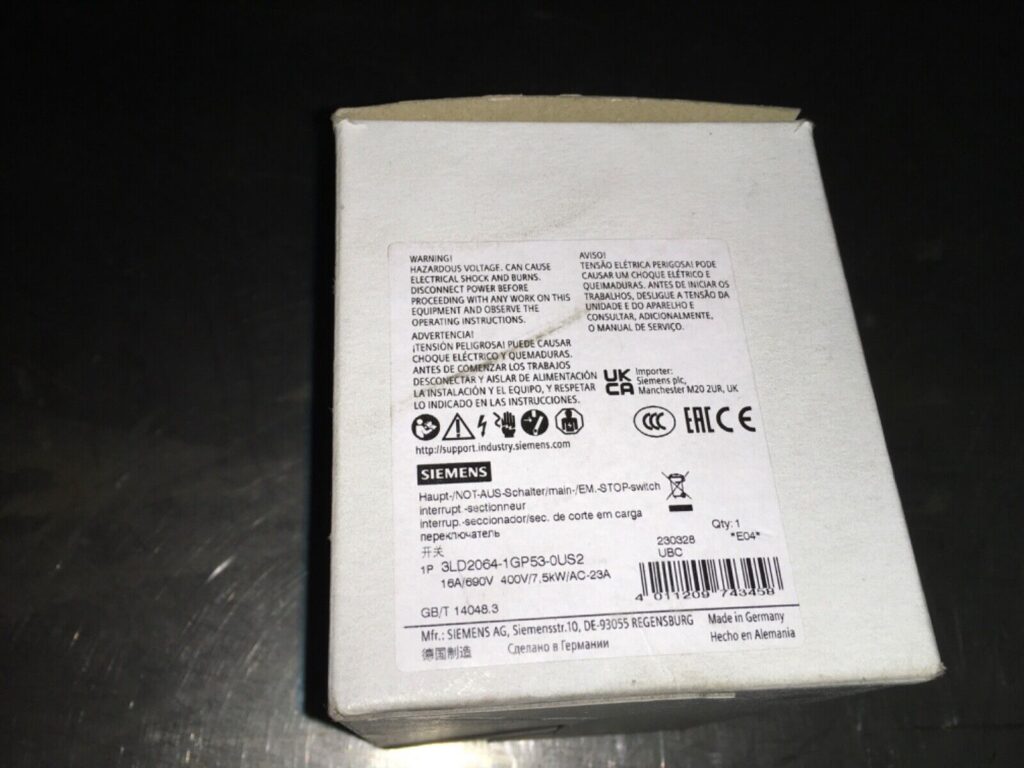 WARNING!
HAZARDOUS VOLTAGE. CAN CAUSE
ELECTRICAL SHOCK AND BURNS.
DISCONNECT POWER BEFORE
PROCEEDING WITH ANY WORK ON THIS
EQUIPMENT AND OBSERVE THE
OPERATING INSTRUCTIONS.
ADVERTENCIA!
¡TENSIÓN PELIGROSA! PUEDE CAUSAR
CHOQUE ELÉCTRICO Y QUEMADURAS.
ANTES DE COMENZAR LOS TRABAJOS
DESCONECTAR Y AISLAR DE ALIMENTACIÓN
LA INSTALACIÓN Y EL EQUIPO, Y RESPETAR
LO INDICADO EN LAS INSTRUCCIONES.
AVISO!
TENSÃO ELÉTRICA PERIGOSA! PODE
CAUSAR UM CHOQUE ELÉTRICO E
QUEIMADURAS. ANTES DE INICIAR OS
TRABALHOS, DESLIGUE A TENSÃO DA
UNIDADE E DO APARELHO E
CONSULTAR, ADICIONALMENTE,
O MANUAL DE SERVIÇO.
UK
CA
Importer:
Siemens plc,
Manchester M20 2UR, UK
CCC EAC CE
http://support.industry.siemens.com
SIEMENS
Haupt-/NOT-AUS-Schalter/main-/EM.-STOP-switch
interrupt -sectionneur
interrup.-seccionador/sec. de corte em carga
переключатель
开关
1P 3LD2064-1GP53-0US2
16A/690V 400V/7,5kW/AC-23A
Qty: 1
*E04*
230328
UBC
4 011209 743458
GB/T 14048.3
Mfr.: SIEMENS AG, Siemensstr.10, DE-93055 REGENSBURG Made in Germany
德国制造 Сделано в Германии Hecho en Alemania